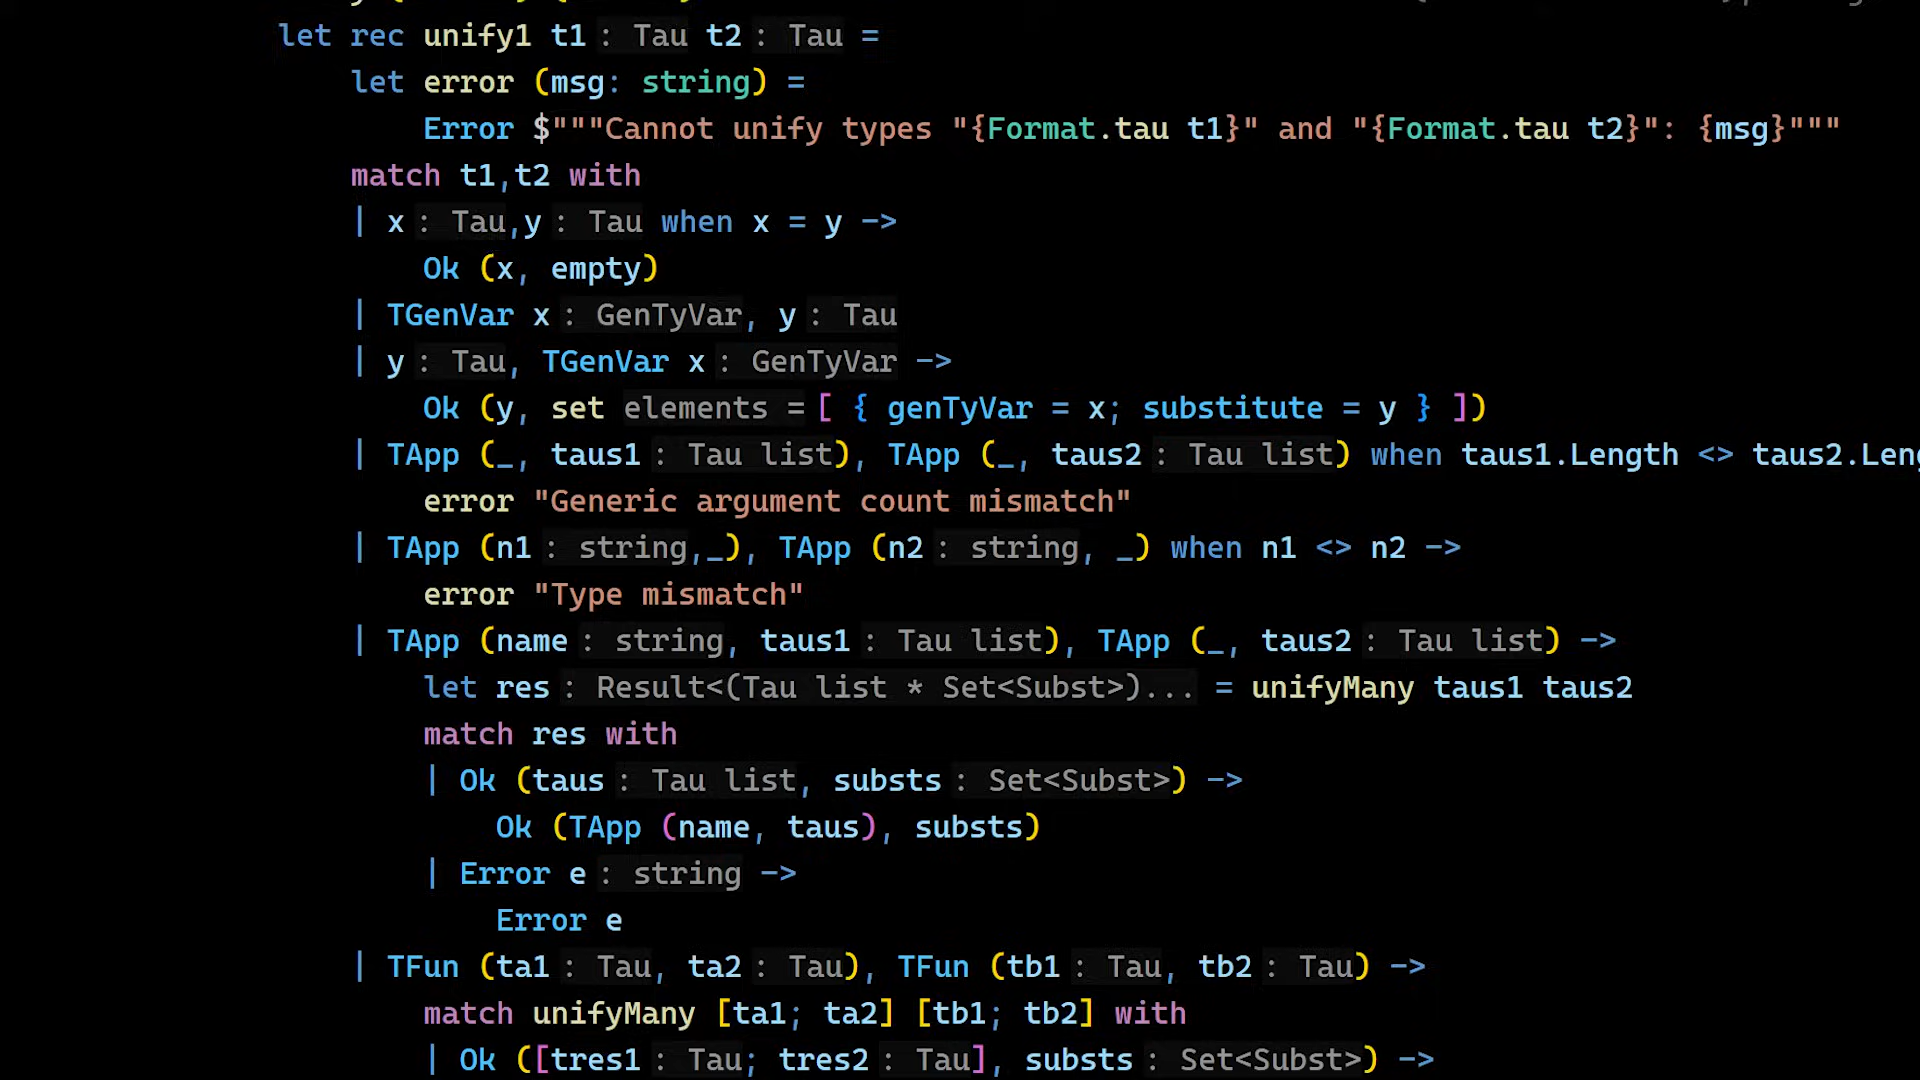 let rec unify1 t1: Tau t2: Tau =
let error (msg: string) =
Error $"""Cannot unify types "{Format.tau t1}" and "{Format.tau t2}": {msg}"""
match t1,t2 with
| x: Tau,y: Tau when x = y ->
Ok (x, empty)
| TGenVar x: GenTyVar, y: Tau
| y: Tau, TGenVar x: GenTyVar ->
Ok (y, set elements = [ { genTyVar = x; substitute = y } ])
| TApp (_, taus1: Tau list), TApp (_, taus2: Tau list) when taus1.Length <> taus2.Leng
error "Generic argument count mismatch"
| TApp (n1: string,_), TApp (n2: string, _) when n1 <> n2 ->
error "Type mismatch"
| TApp (name: string, taus1: Tau list), TApp (_, taus2: Tau list) ->
let res: Result<(Tau list * Set<Subst>)... = unifyMany taus1 taus2
match res with
| Ok (taus: Tau list, substs: Set<Subst>) ->
Ok (TApp (name, taus), substs)
| Error e: string ->
Error e
| TFun (ta1: Tau, ta2: Tau), TFun (tb1: Tau, tb2: Tau) ->
match unifyMany [ta1; ta2] [tb1; tb2] with
| Ok ([tres1: Tau; tres2: Tau], substs: Set<Subst>) ->